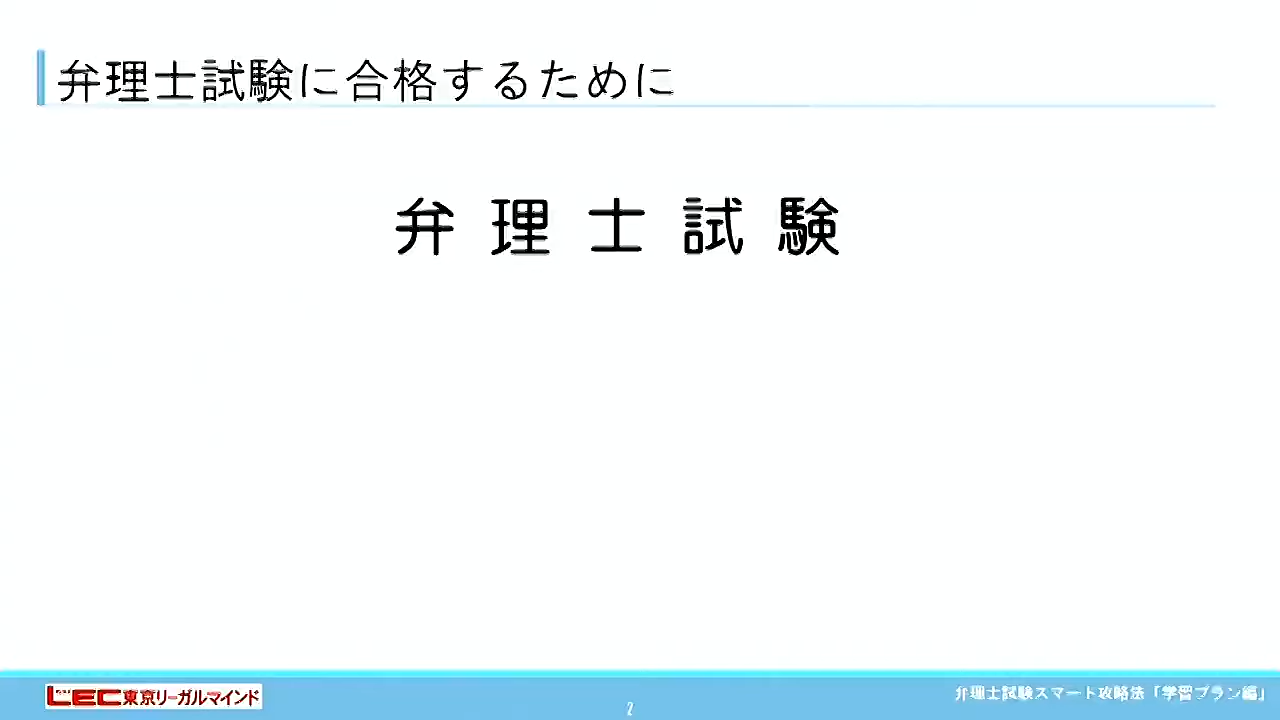 弁理士試験に合格するために
弁理士試験
LEC東京リーガルマインド
2
弁理士試験スマート攻略法「学習プラン編」